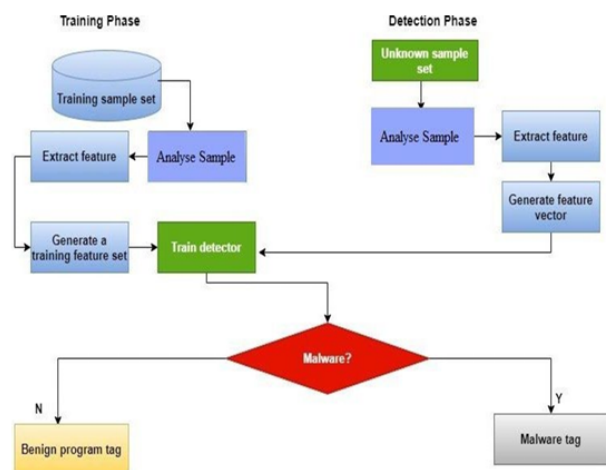 Training Phase
Training sample set
Extract feature
Analyse Sample
Generate a
training feature set
Train detector
Detection Phase
Unknown sample
set
Analyse Sample
Extract feature
Generate feature
vector
Malware?
N
Benign program tag
Y
Malware tag